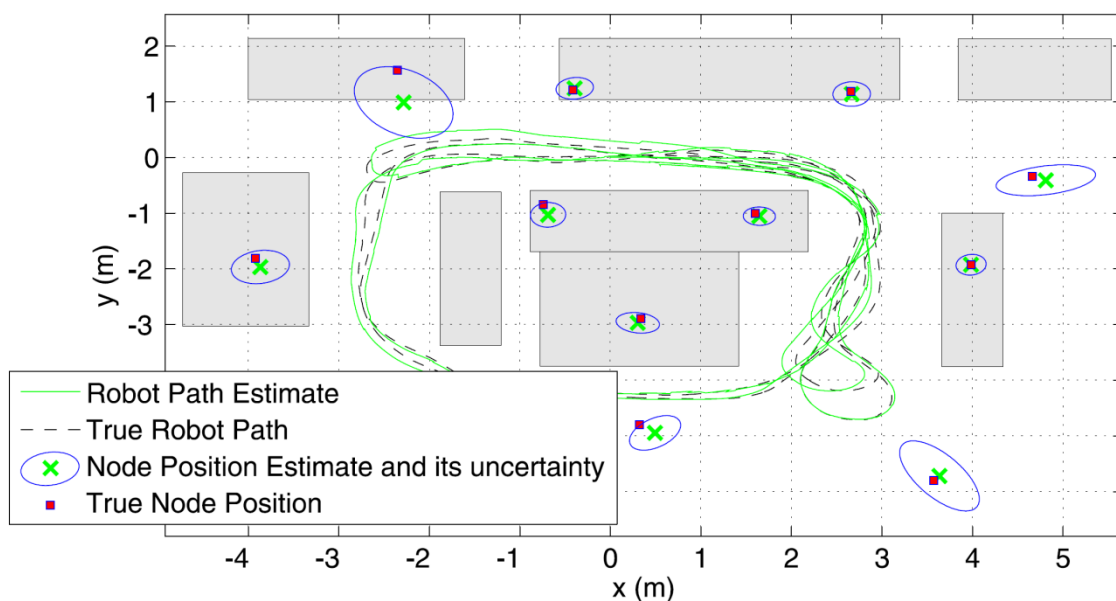 2
1
0
-1
-2
-3
y (m)
Robot Path Estimate
True Robot Path
Node Position Estimate and its uncertainty
True Node Position
-4 -3 -2 -1 0 1 2 3 4 5
x (m)